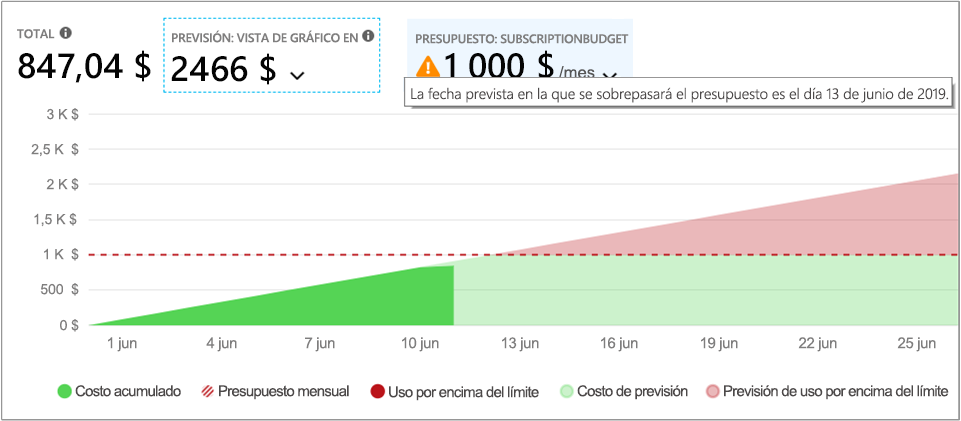 TOTAL
847,04 $
PREVISIÓN: VISTA DE GRÁFICO EN
2466 $
PRESUPUESTO: SUBSCRIPTIONBUDGET
1 000 $ /mes
La fecha prevista en la que se sobrepasará el presupuesto es el día 13 de junio de 2019.
3 K $
2,5 K $
2 K $
1,5 K $
1 K $
500 $
0 $
1 jun 4 jun 7 jun 10 jun 13 jun 16 jun 19 jun 22 jun 25 jun
Costo acumulado Presupuesto mensual Uso por encima del límite Costo de previsión Previsión de uso por encima del límite